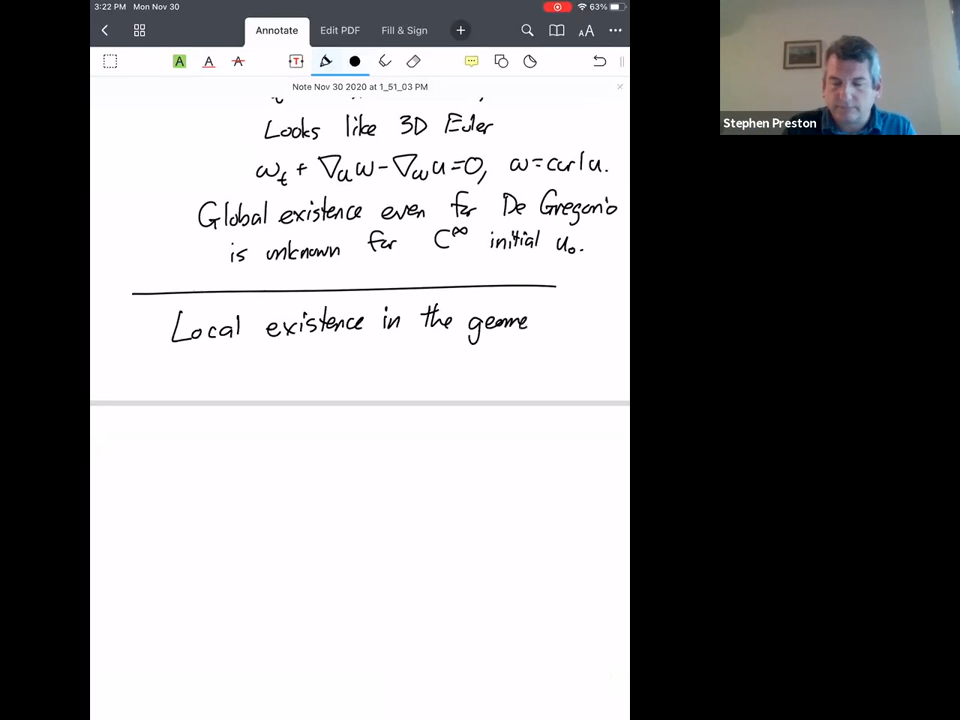 3:22 PM Mon Nov 30
63%
Annotate
Edit PDF
Fill & Sign
Note Nov 30 2020 at 1_51_03 PM
Looks like 3D Euler
ω_t + ∇_u ω - ∇_ω u = 0, ω = curl u.
Global existence even for De Gregorio
is unknown for C^∞ initial u_0.
Local existence in the geome
Stephen Preston